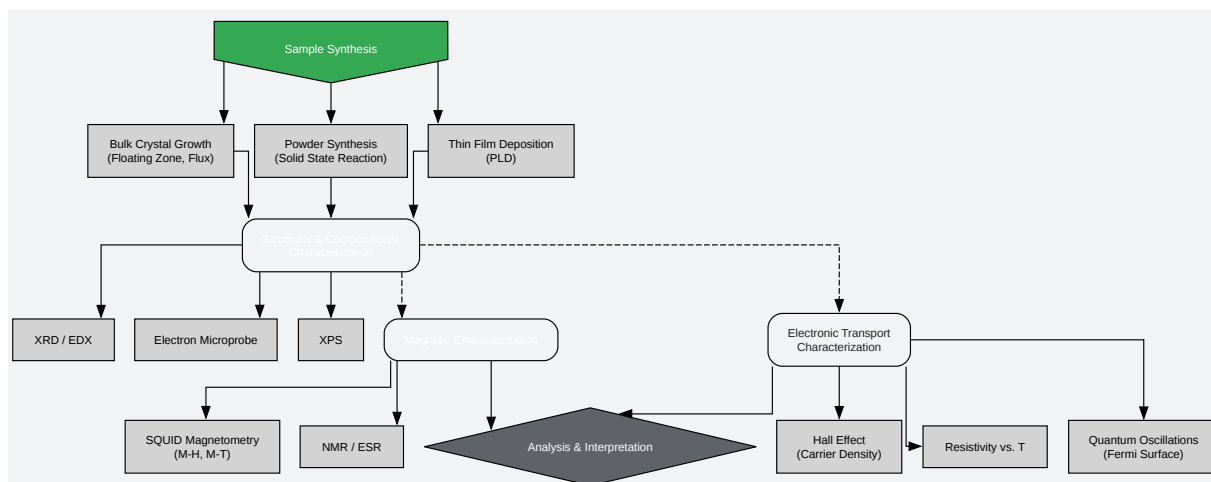 Sample Synthesis
Bulk Crystal Growth
(Floating Zone, Flux)
Powder Synthesis
(Solid State Reaction)
Thin Film Deposition
(PLD)
Structural & Compositional
Characterization
XRD / EDX
Electron Microprobe
XPS
Magnetic Characterization
Electronic Transport
Characterization
SQUID Magnetometry
(M-H, M-T)
NMR / ESR
Analysis & Interpretation
Hall Effect
(Carrier Density)
Resistivity vs. T
Quantum Oscillations
(Fermi Surface)